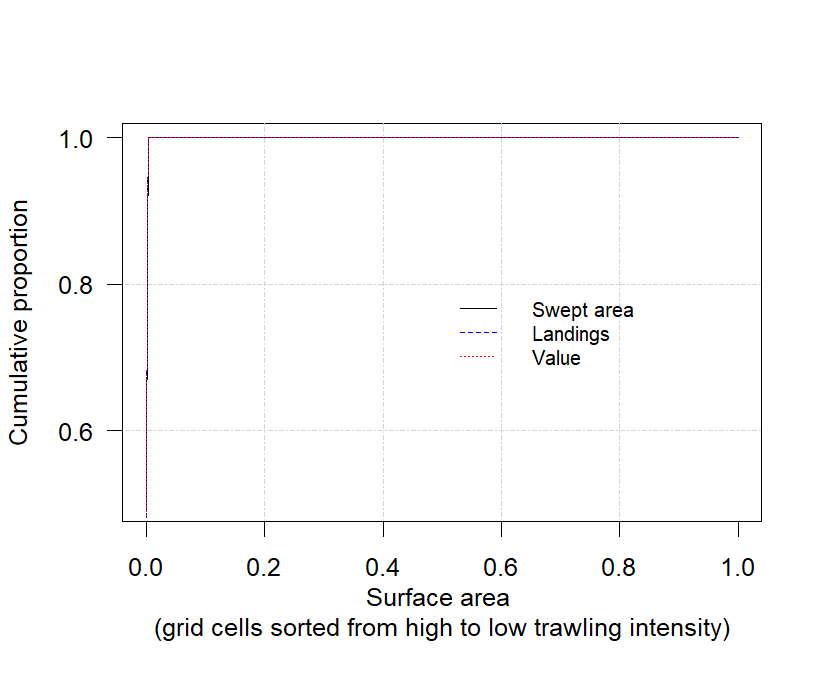 Cumulative proportion
1.0
0.8
0.6
Swept area
Landings
Value
0.0 0.2 0.4 0.6 0.8 1.0
Surface area
(grid cells sorted from high to low trawling intensity)